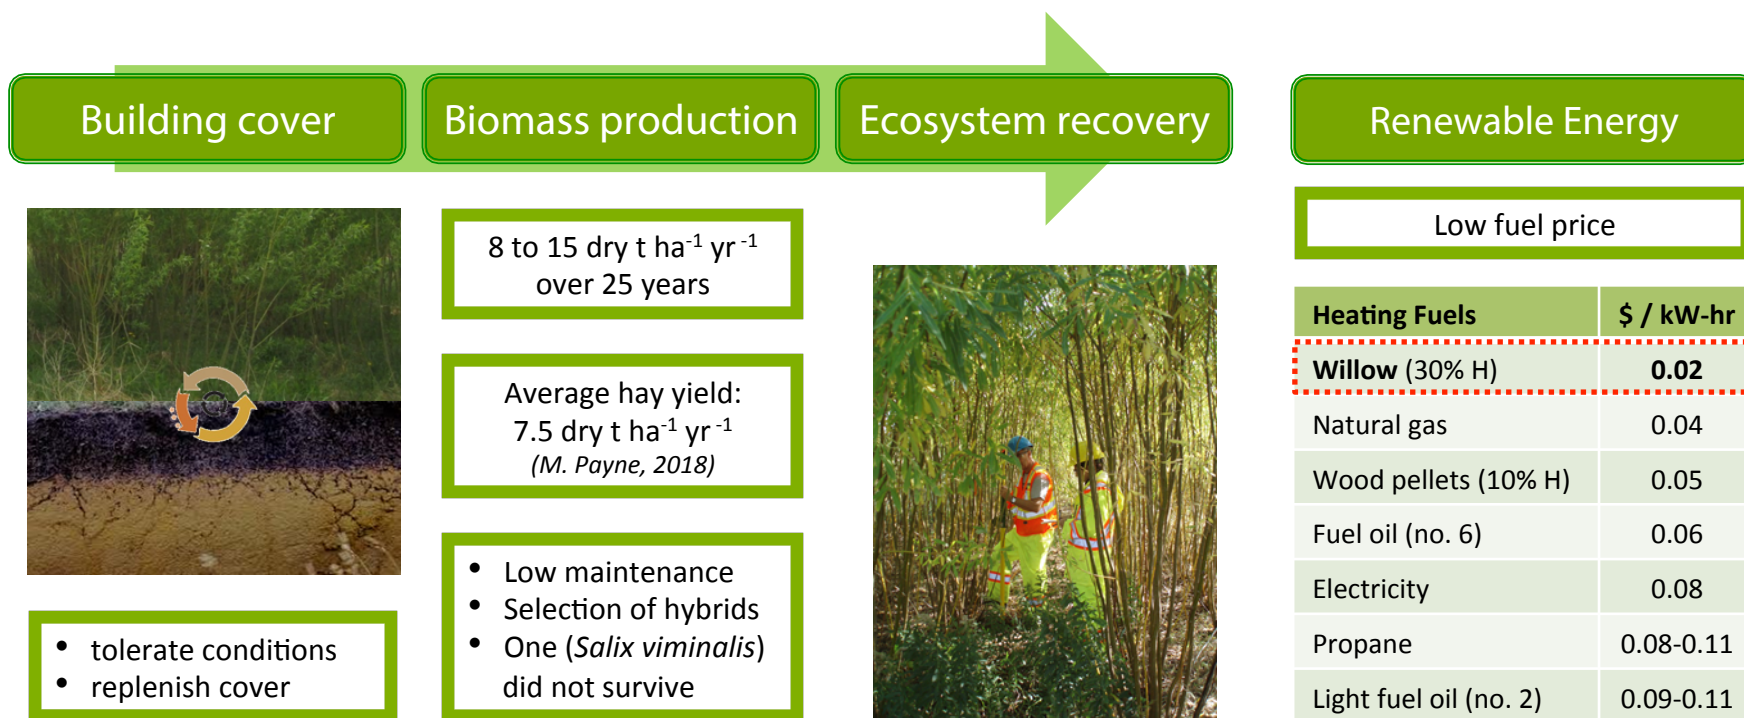 Building cover
Biomass production
Ecosystem recovery
Renewable Energy
• tolerate conditions
• replenish cover
8 to 15 dry t ha⁻¹ yr ⁻¹
over 25 years
Average hay yield:
7.5 dry t ha⁻¹ yr ⁻¹
(M. Payne, 2018)
• Low maintenance
• Selection of hybrids
• One (Salix viminalis)
did not survive
Low fuel price
Heating Fuels $ / kW-hr
Willow (30% H) 0.02
Natural gas 0.04
Wood pellets (10% H) 0.05
Fuel oil (no. 6) 0.06
Electricity 0.08
Propane 0.08-0.11
Light fuel oil (no. 2) 0.09-0.11